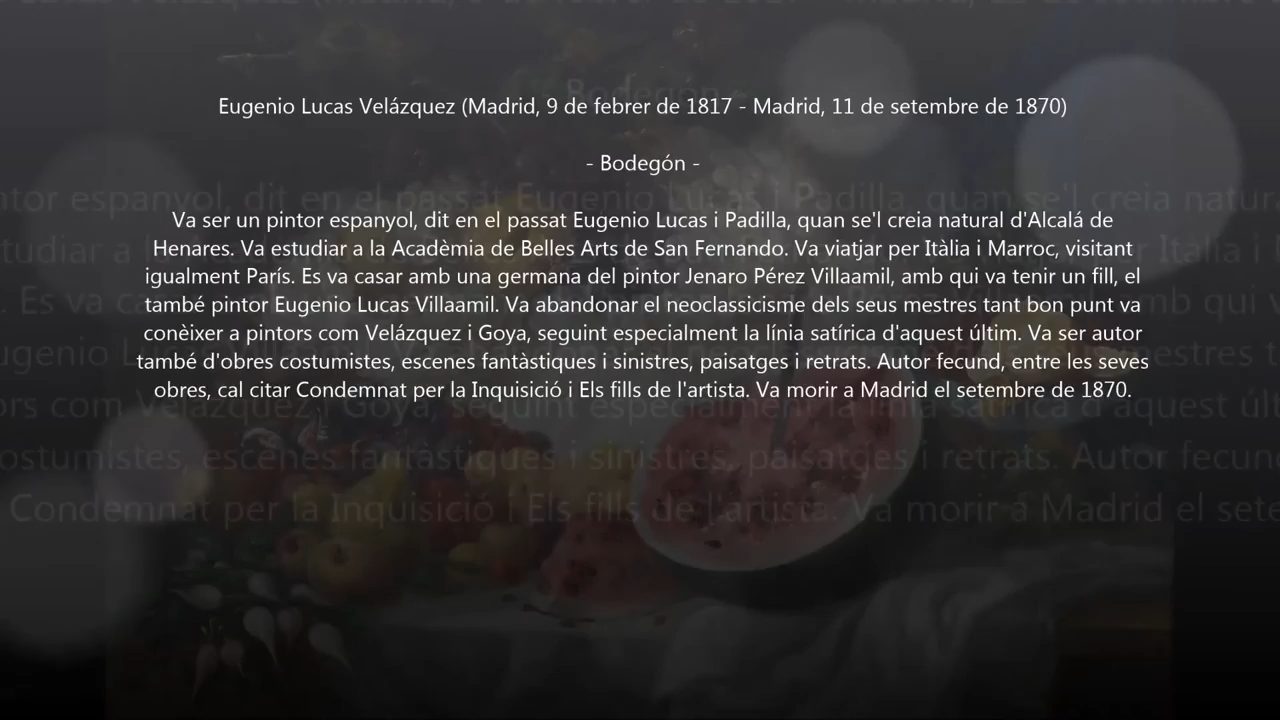 Eugenio Lucas Velázquez (Madrid, 9 de febrer de 1817 - Madrid, 11 de setembre de 1870)
- Bodegón -
Va ser un pintor espanyol, dit en el passat Eugenio Lucas i Padilla, quan se'l creia natural d'Alcalá de
Henares. Va estudiar a la Acadèmia de Belles Arts de San Fernando. Va viatjar per Itàlia i Marroc, visitant
igualment París. Es va casar amb una germana del pintor Jenaro Pérez Villaamil, amb qui va tenir un fill, el
també pintor Eugenio Lucas Villaamil. Va abandonar el neoclassicisme dels seus mestres tant bon punt va
conèixer a pintors com Velázquez i Goya, seguint especialment la línia satírica d'aquest últim. Va ser autor
també d'obres costumistes, escenes fantàstiques i sinistres, paisatges i retrats. Autor fecund, entre les seves
obres, cal citar Condemnat per la Inquisició i Els fills de l'artista. Va morir a Madrid el setembre de 1870.